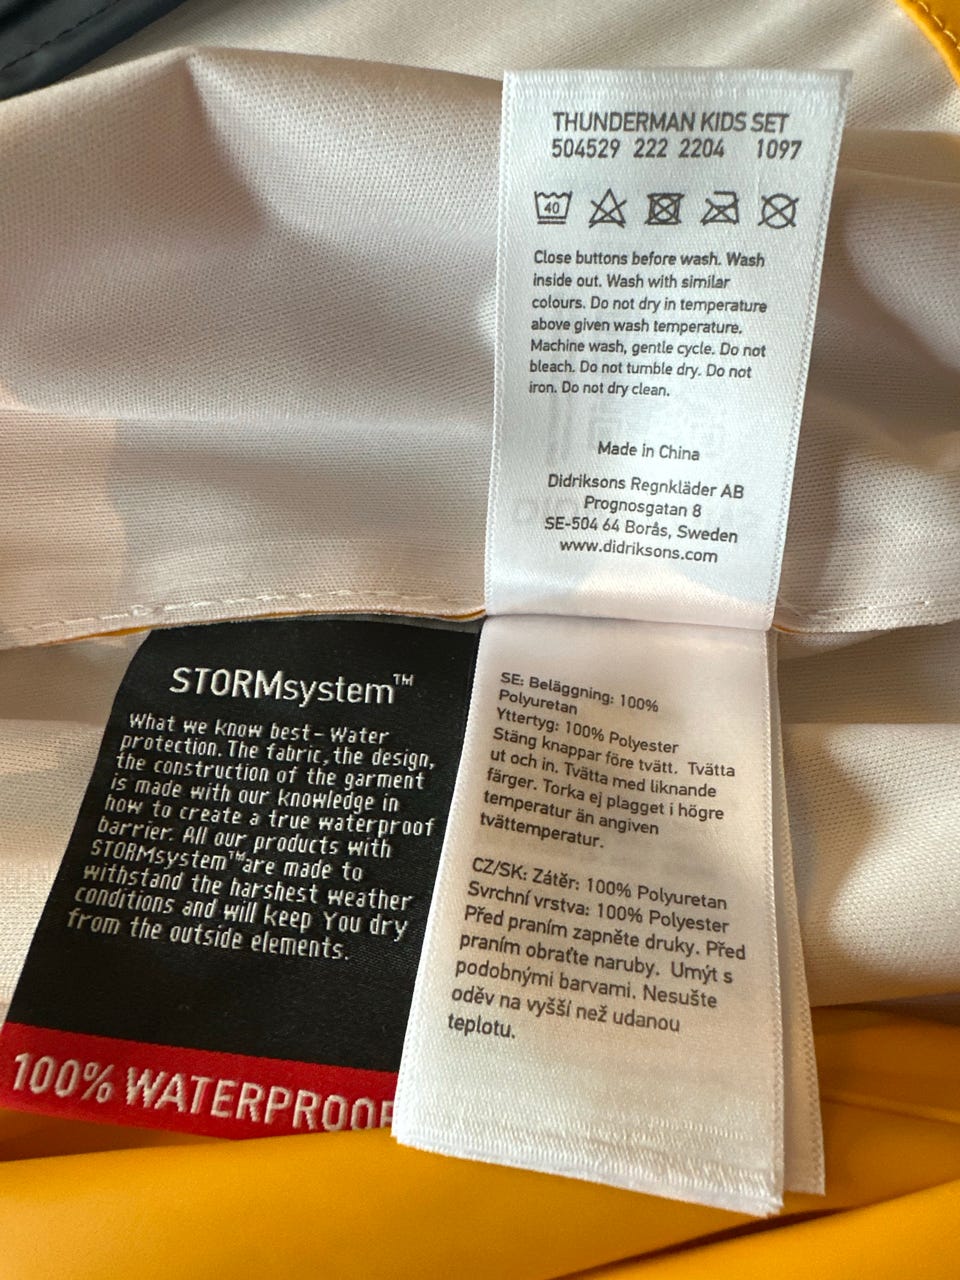 THUNDERMAN KIDS SET
504529 222 2204 1097
40
Close buttons before wash. Wash
inside out. Wash with similar
colours. Do not dry in temperature
above given wash temperature.
Machine wash, gentle cycle. Do not
bleach. Do not tumble dry. Do not
iron. Do not dry clean.
Made in China
Didriksons Regnkläder AB
Prognosgatan 8
SE-504 64 Borås, Sweden
www.didriksons.com
STORMsystem™
What we know best - Water
protection. The fabric, the design,
the construction of the garment
is made with our knowledge in
how to create a true waterproof
barrier. All our products with
STORMsystem™ are made to
withstand the harshest weather
conditions and will keep You dry
from the outside elements.
100% WATERPROOF
SE: Beläggning: 100%
Polyuretan
Yttertyg: 100% Polyester
Stäng knappar före tvätt. Tvätta
ut och in. Tvätta med liknande
färger. Torka ej plagget i högre
temperatur än angiven
tvättemperatur.
CZ/SK: Zátěr: 100% Polyuretan
Svrchní vrstva: 100% Polyester
Před praním zapněte druky. Před
praním obraťte naruby. Umýt s
podobnými barvami. Nesušte
oděv na vyšší než udanou
teplotu.